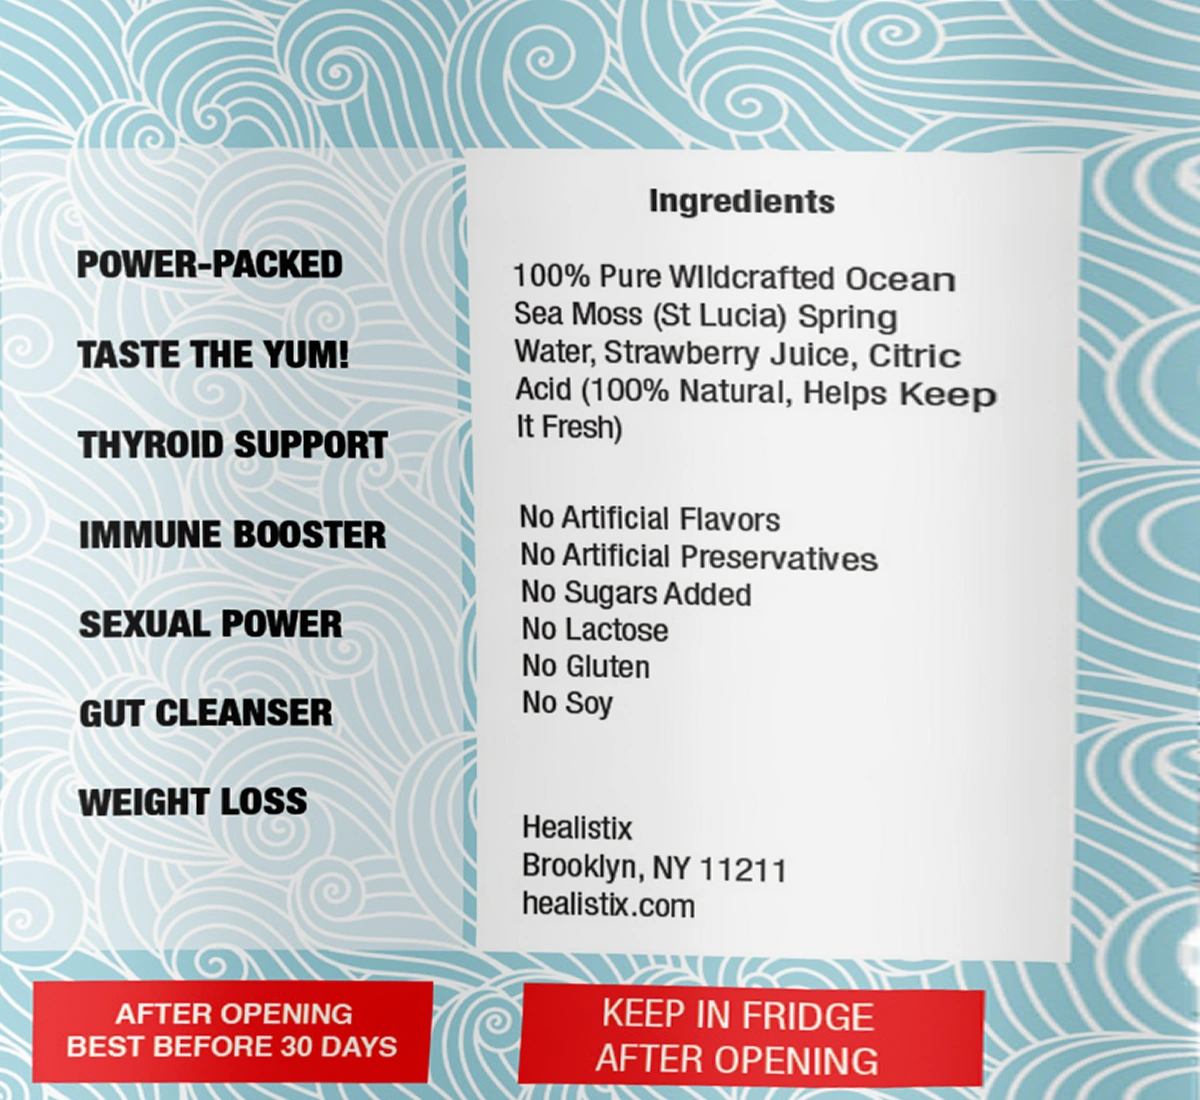 POWER-PACKED
TASTE THE YUM!
THYROID SUPPORT
IMMUNE BOOSTER
SEXUAL POWER
GUT CLEANSER
WEIGHT LOSS
Ingredients
100% Pure WIldcrafted Ocean
Sea Moss (St Lucia) Spring
Water, Strawberry Juice, Citric
Acid (100% Natural, Helps Keep
It Fresh)
No Artificial Flavors
No Artificial Preservatives
No Sugars Added
No Lactose
No Gluten
No Soy
Healistix
Brooklyn, NY 11211
healistix.com
AFTER OPENING
BEST BEFORE 30 DAYS
KEEP IN FRIDGE
AFTER OPENING